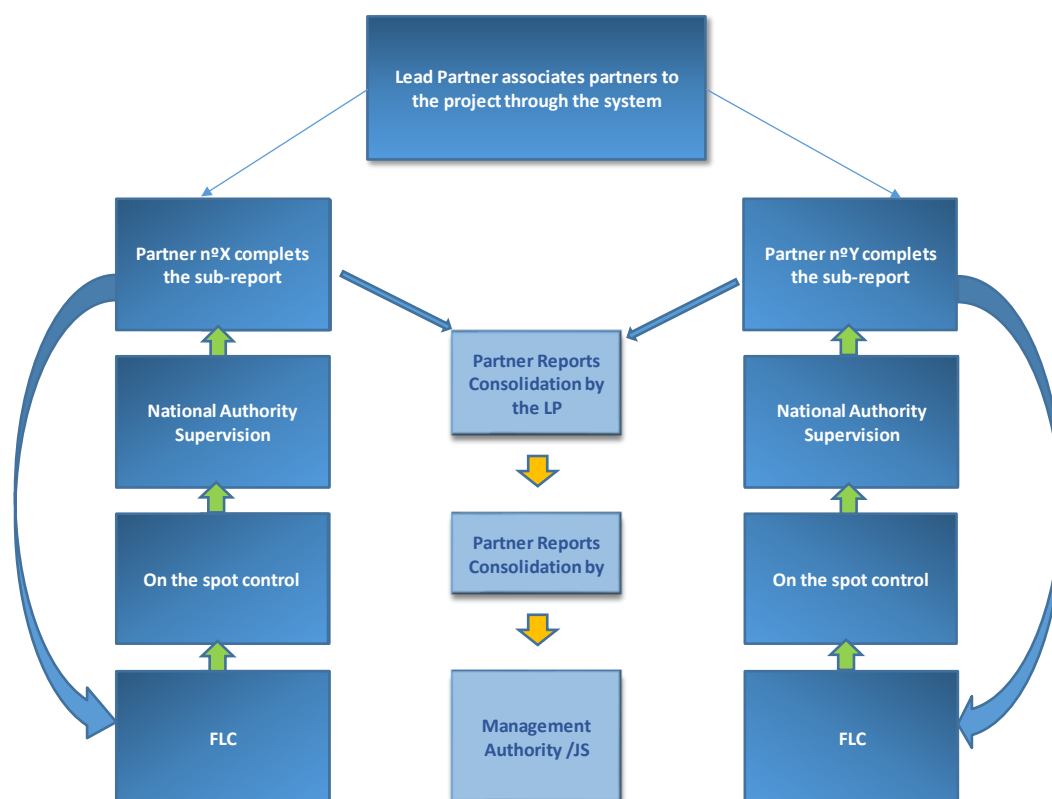 Lead Partner associates partners to
the project through the system
Partner nºX complets
the sub-report
Partner nºY complets
the sub-report
Partner Reports
Consolidation by
the LP
National Authority
Supervision
National Authority
Supervision
On the spot control
Partner Reports
Consolidation by
On the spot control
FLC
Management
Authority /JS
FLC